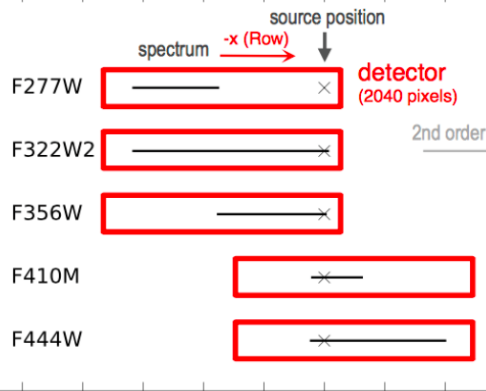 source position
spectrum -x (Row)
F277W
detector
(2040 pixels)
F322W2
2nd order
F356W
F410M
F444W